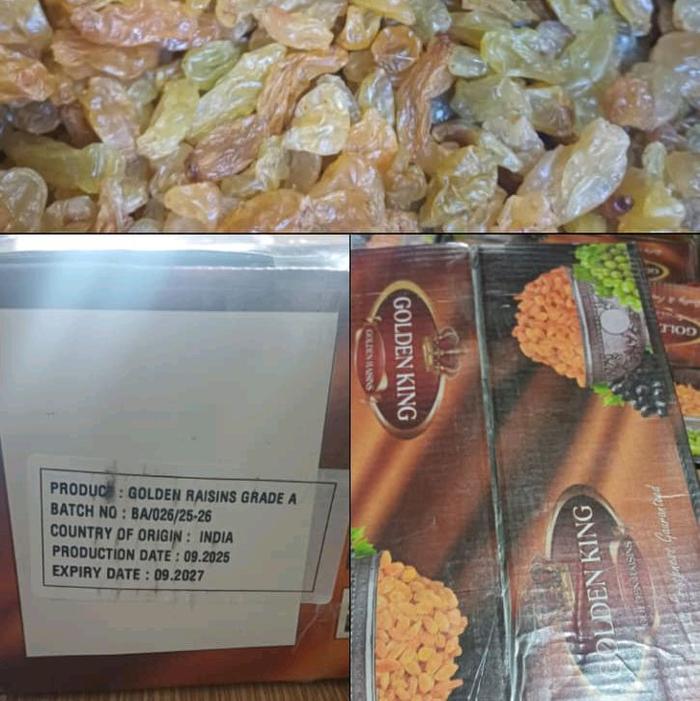 PRODUCT : GOLDEN RAISINS GRADE A
BATCH NO : BA/026/25-26
COUNTRY OF ORIGIN : INDIA
PRODUCTION DATE : 09.2025
EXPIRY DATE : 09.2027
GOLDEN KING
GOLDEN RAISINS
GOLDEN KING
GOLDEN RAISINS
Guaranteed